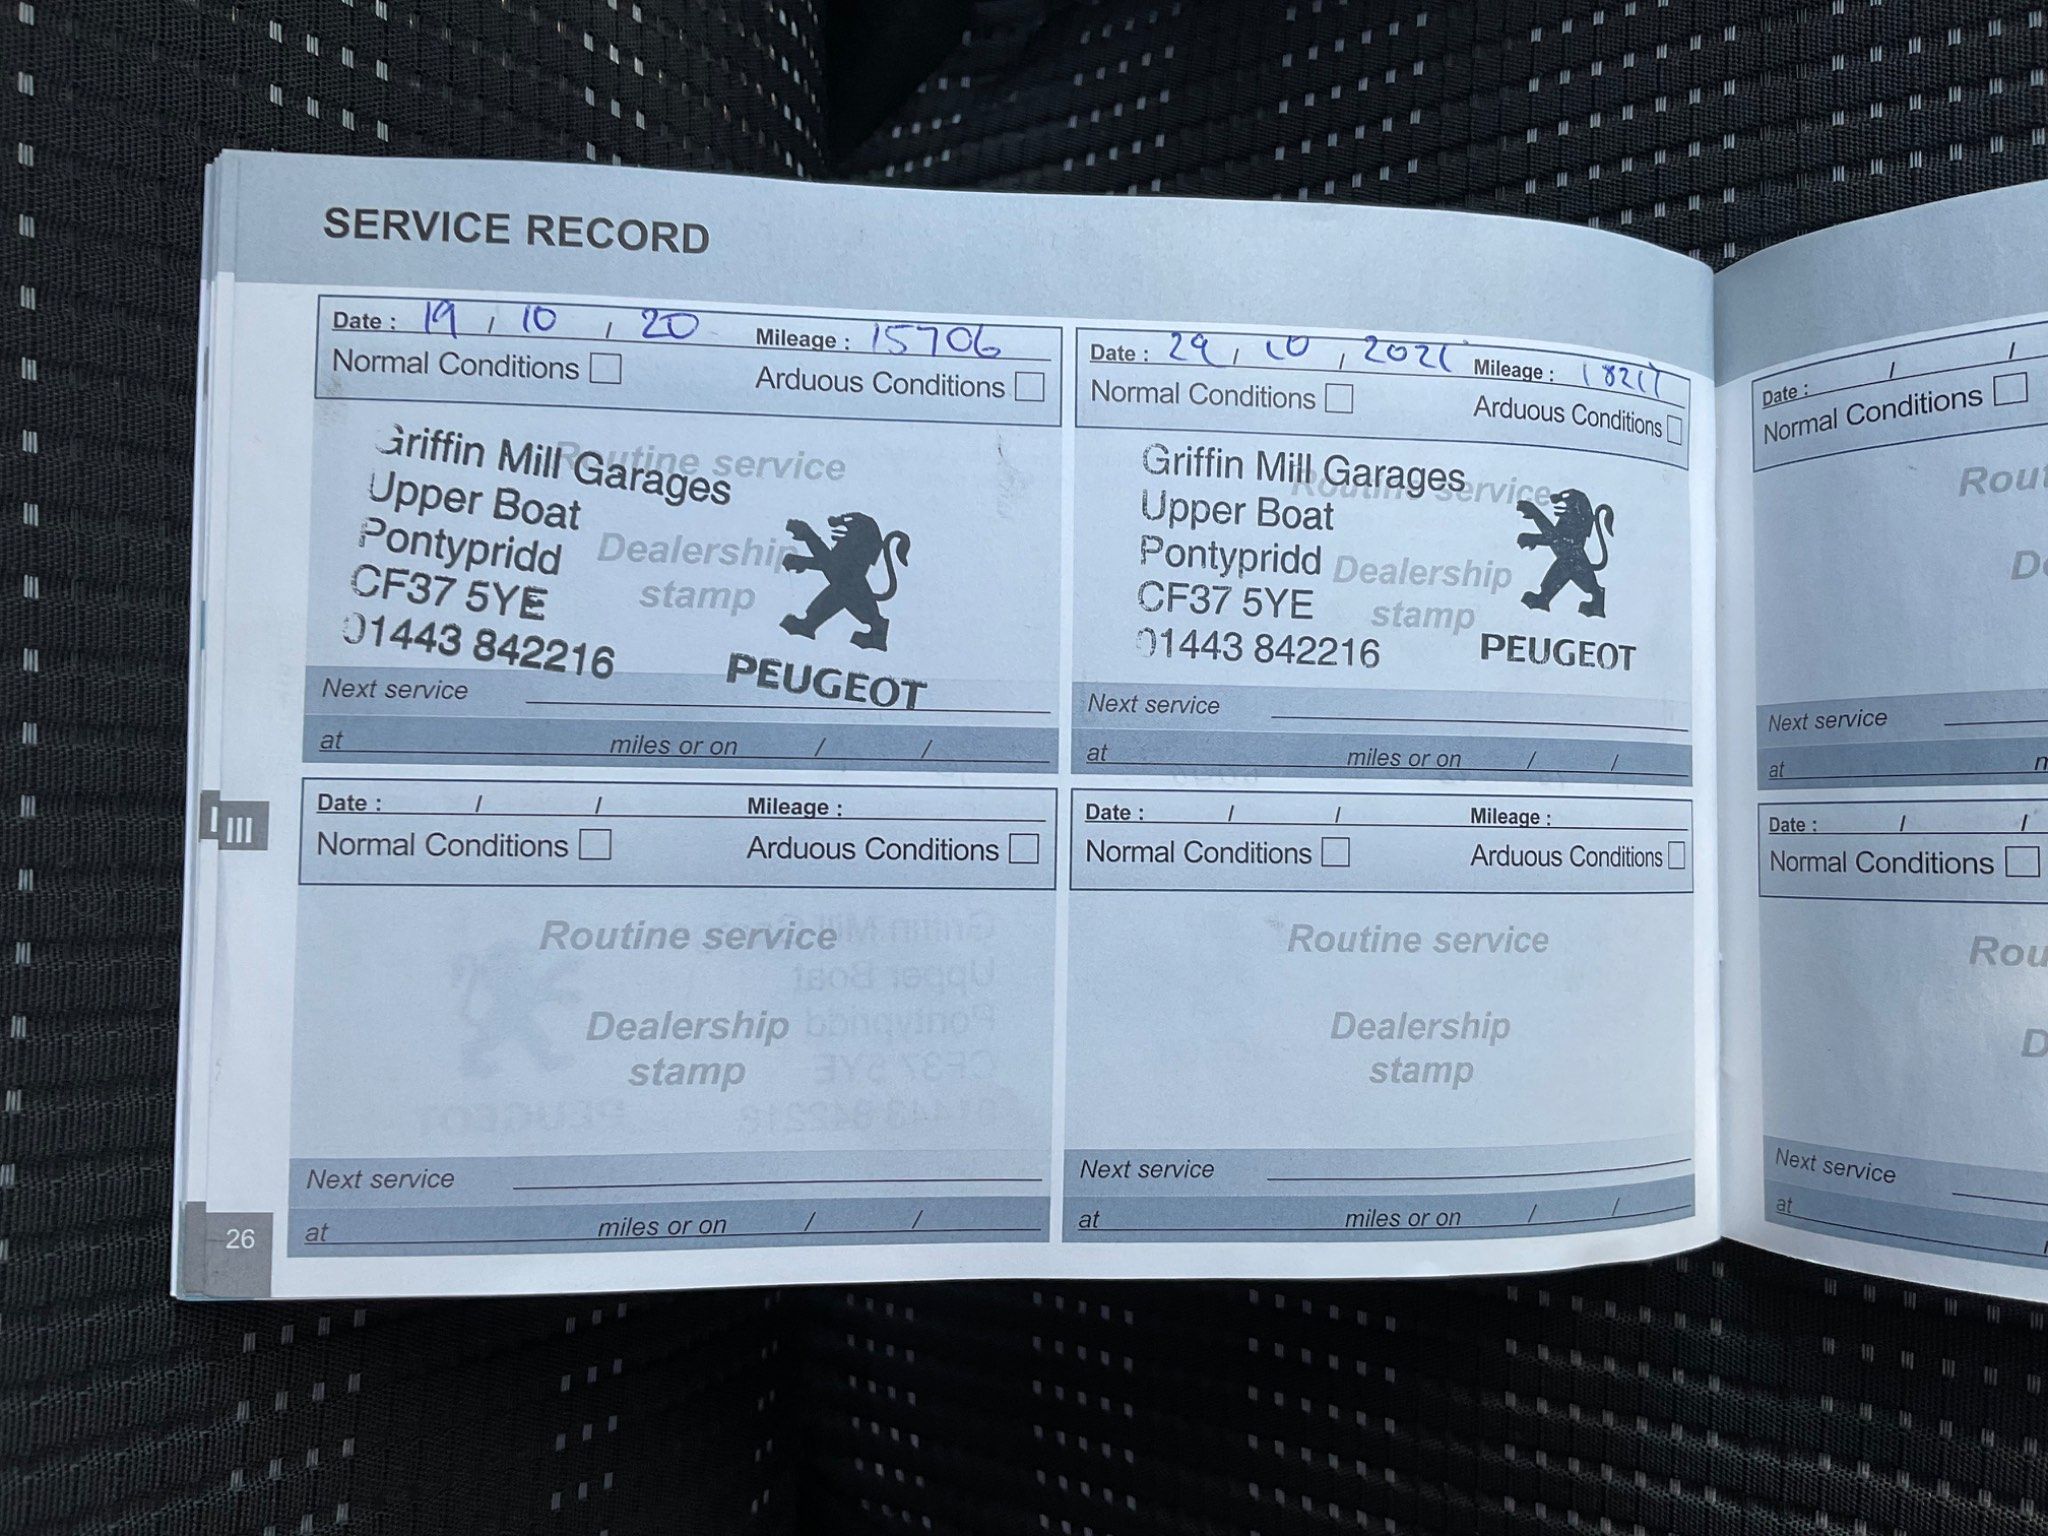 SERVICE RECORD
Date : 19 / 10 / 20 Mileage : 15706
Normal Conditions Arduous Conditions
Routine service
Griffin Mill Garages
Upper Boat
Pontypridd
CF37 5YE
01443 842216
Dealership
stamp
PEUGEOT
Next service
at miles or on / /
Date : 29 / 10 / 2021 Mileage :
Normal Conditions Arduous Conditions
Routine service
Griffin Mill Garages
Upper Boat
Pontypridd
CF37 5YE
01443 842216
Dealership
stamp
PEUGEOT
Next service
at miles or on / /
Date : / / Mileage :
Normal Conditions Arduous Conditions
Routine service
Dealership
stamp
Next service
at miles or on / /
Date : / / Mileage :
Normal Conditions Arduous Conditions
Routine service
Dealership
stamp
Next service
at miles or on / /
III
26
Date : / /
Normal Conditions
Rout
D
Next service
at m
Date : / /
Normal Conditions
Rou
D
Next service
at